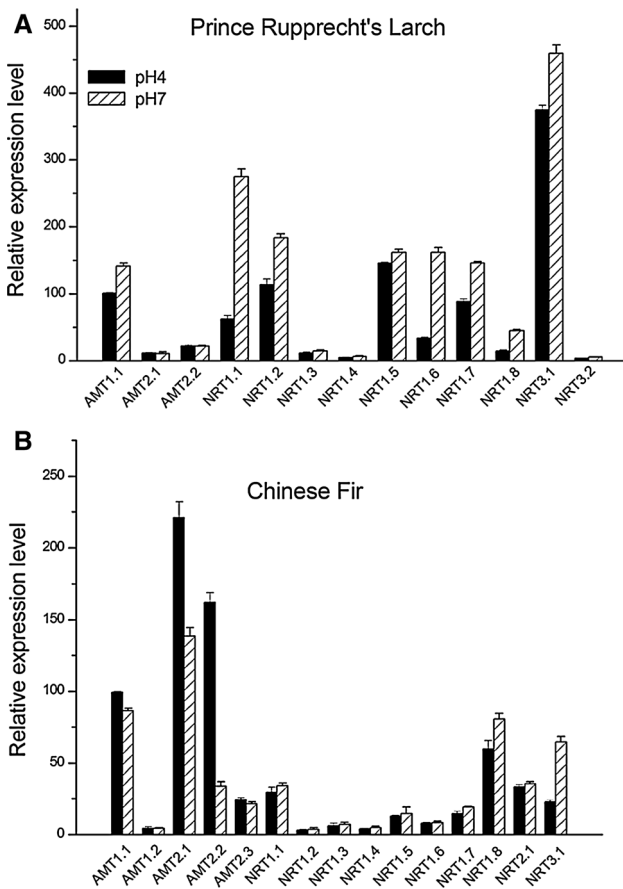 A
Prince Rupprecht's Larch
pH4
pH7
Relative expression level
500
400
300
200
100
0
AMT1.1
AMT2.1
AMT2.2
NRT1.1
NRT1.2
NRT1.3
NRT1.4
NRT1.5
NRT1.6
NRT1.7
NRT1.8
NRT3.1
NRT3.2
B
Chinese Fir
Relative expression level
250
200
150
100
50
0
AMT1.1
AMT1.2
AMT2.1
AMT2.2
AMT2.3
NRT1.1
NRT1.2
NRT1.3
NRT1.4
NRT1.5
NRT1.6
NRT1.7
NRT1.8
NRT2.1
NRT3.1